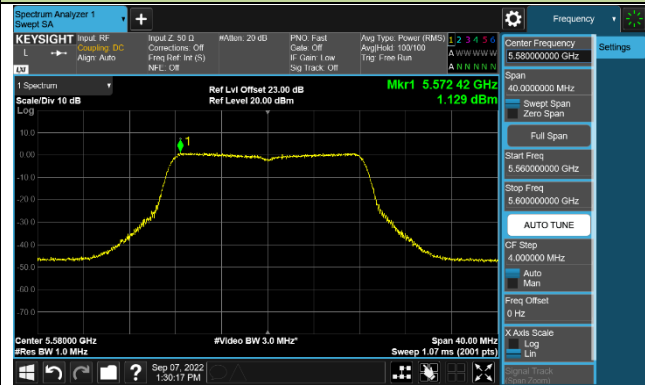 Spectrum Analyzer 1
Swept SA
Frequency
KEYSIGHT
Input: RF
Coupling: DC
Align: Auto
Input Z: 50 Ω
Corrections: Off
Freq Ref: Int (S)
NFE: Off
#Atten: 20 dB
PNO: Fast
Gate: Off
IF Gain: Low
Sig Track: Off
Avg Type: Power (RMS)
Avg|Hold: 100/100
Trig: Free Run
1 2 3 4 5 6
A W W W W W
A N N N N N
L
LXI
1 Spectrum
Scale/Div 10 dB
Log
Ref Lvl Offset 23.00 dB
Ref Level 20.00 dBm
Mkr1 5.572 42 GHz
1.129 dBm
1
10.0
0.00
-10.0
-20.0
-30.0
-40.0
-50.0
-60.0
-70.0
Center 5.58000 GHz
#Res BW 1.0 MHz
#Video BW 3.0 MHz*
Span 40.00 MHz
Sweep 1.07 ms (2001 pts)
Sep 07, 2022
1:30:17 PM
Center Frequency
5.580000000 GHz
Settings
Span
40.0000000 MHz
Swept Span
Zero Span
Full Span
Start Freq
5.560000000 GHz
Stop Freq
5.600000000 GHz
AUTO TUNE
CF Step
4.000000 MHz
Auto
Man
Freq Offset
0 Hz
X Axis Scale
Log
Lin
Signal Track
(Span Zoom)